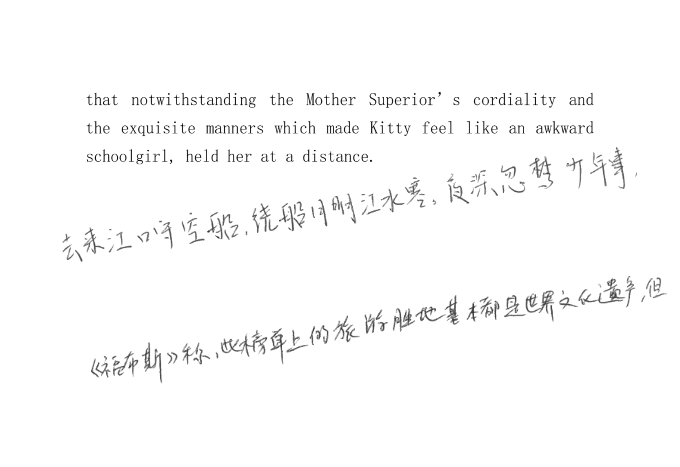 that notwithstanding the Mother Superior’s cordiality and
the exquisite manners which made Kitty feel like an awkward
schoolgirl, held her at a distance.
去来江口守空船,绕船月明江水寒。夜深忽梦少年事,
《福布斯》称,此榜单上的旅游胜地基本都是世界文化遗产,但